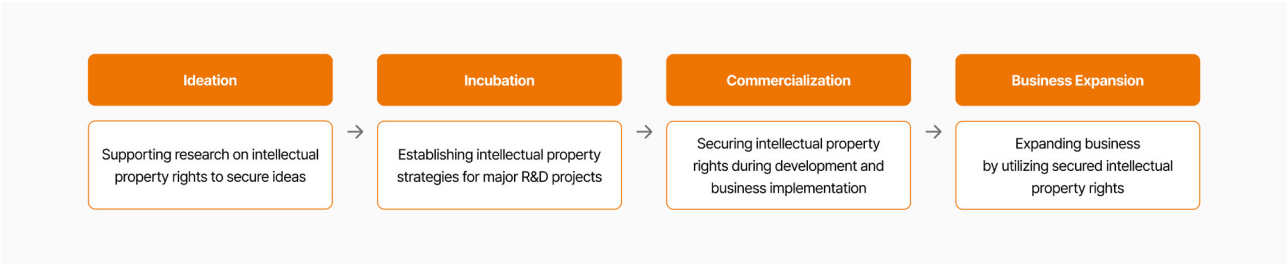 Ideation
Supporting research on intellectual
property rights to secure ideas
Incubation
Establishing intellectual property
strategies for major R&D projects
Commercialization
Securing intellectual property
rights during development and
business implementation
Business Expansion
Expanding business
by utilizing secured intellectual
property rights